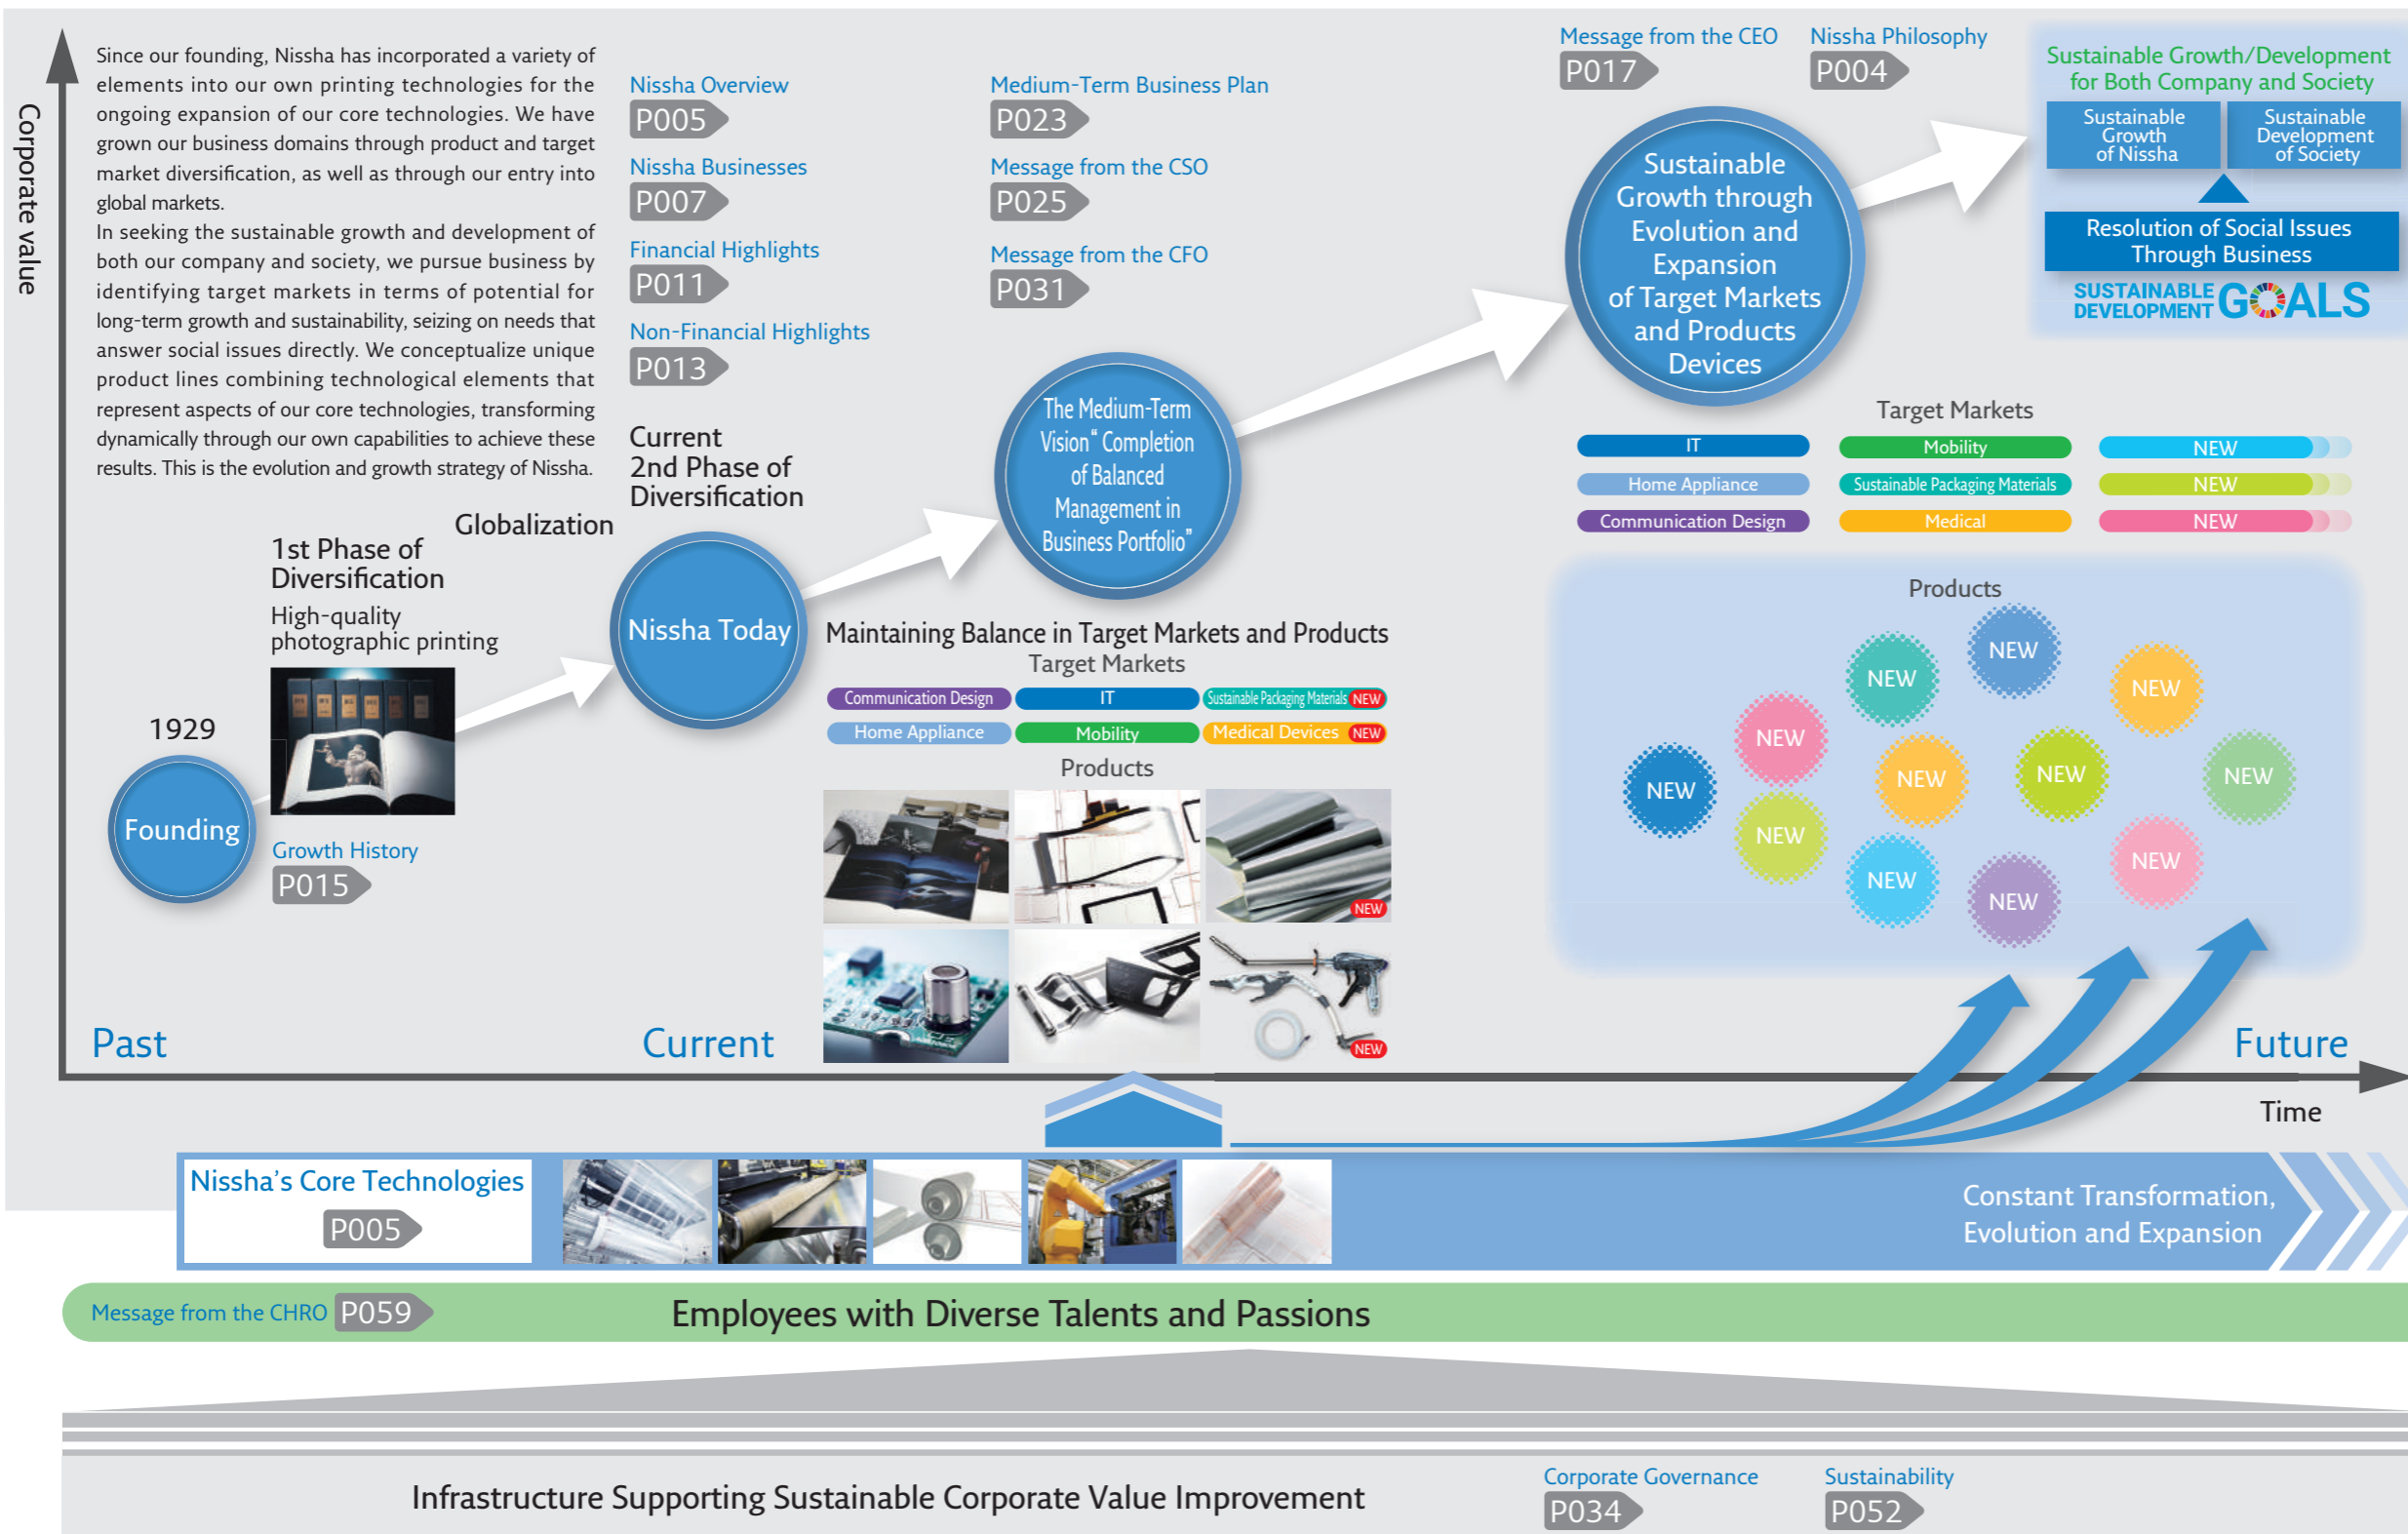 Corporate value
Since our founding, Nissha has incorporated a variety of
elements into our own printing technologies for the
ongoing expansion of our core technologies. We have
grown our business domains through product and target
market diversification, as well as through our entry into
global markets.
In seeking the sustainable growth and development of
both our company and society, we pursue business by
identifying target markets in terms of potential for
long-term growth and sustainability, seizing on needs that
answer social issues directly. We conceptualize unique
product lines combining technological elements that
represent aspects of our core technologies, transforming
dynamically through our own capabilities to achieve these
results. This is the evolution and growth strategy of Nissha.
Nissha Overview
P005
Nissha Businesses
P007
Financial Highlights
P011
Non-Financial Highlights
P013
Medium-Term Business Plan
P023
Message from the CSO
P025
Message from the CFO
P031
Message from the CEO
P017
Nissha Philosophy
P004
Sustainable Growth/Development
for Both Company and Society
Sustainable
Growth
of Nissha
Sustainable
Development
of Society
Resolution of Social Issues
Through Business
SUSTAINABLE
DEVELOPMENT
GOALS
1929
Founding
1st Phase of
Diversification
High-quality
photographic printing
Growth History
P015
Globalization
Current
2nd Phase of
Diversification
Nissha Today
The Medium-Term
Vision “ Completion
of Balanced
Management in
Business Portfolio”
Maintaining Balance in Target Markets and Products
Target Markets
Communication Design
IT
Sustainable Packaging Materials NEW
Home Appliance
Mobility
Medical Devices NEW
Products
NEW
NEW
Sustainable
Growth through
Evolution and
Expansion
of Target Markets
and Products
Devices
Target Markets
IT
Mobility
NEW
Home Appliance
Sustainable Packaging Materials
NEW
Communication Design
Medical
NEW
Products
NEW
NEW
NEW
NEW
NEW
NEW
NEW
NEW
NEW
NEW
NEW
NEW
Past
Current
Future
Time
Nissha’s Core Technologies
P005
Constant Transformation,
Evolution and Expansion
Message from the CHRO P059
Employees with Diverse Talents and Passions
Infrastructure Supporting Sustainable Corporate Value Improvement
Corporate Governance
P034
Sustainability
P052